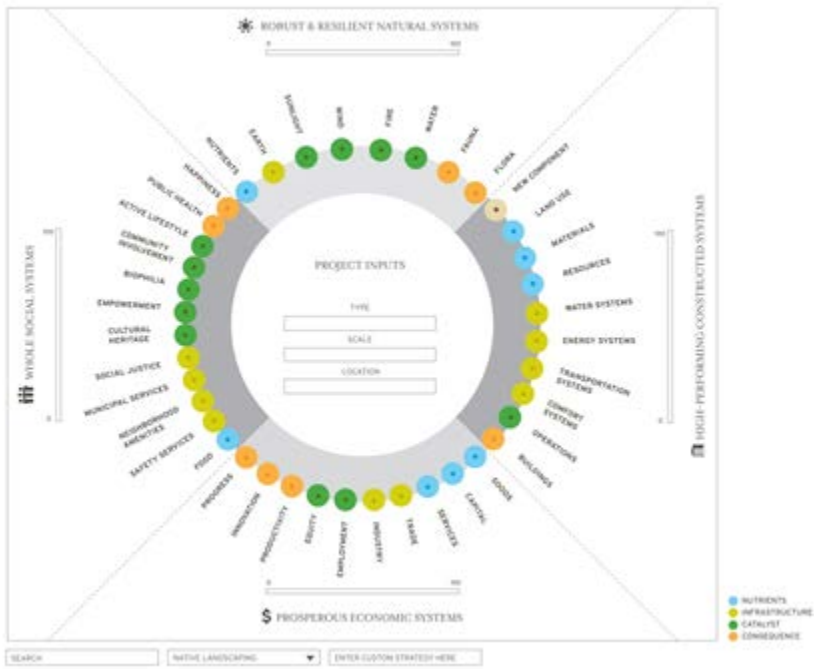 ROBUST & RESILIENT NATURAL SYSTEMS
0 100
NUTRIENTS
EARTH
SUNLIGHT
WIND
FIRE
WATER
FAUNA
FLORA
NEW COMPONENT
LAND USE
MATERIALS
RESOURCES
WATER SYSTEMS
ENERGY SYSTEMS
TRANSPORTATION
SYSTEMS
COMFORT
SYSTEMS
OPERATIONS
BUILDINGS
HIGH-PERFORMING CONSTRUCTED SYSTEMS
100
0
GOODS
CAPITAL
SERVICES
TRADE
INDUSTRY
EMPLOYMENT
EQUITY
PRODUCTIVITY
INNOVATION
PROGRESS
0 100
$ PROSPEROUS ECONOMIC SYSTEMS
FOOD
SAFETY SERVICES
NEIGHBORHOOD
AMENITIES
MUNICIPAL SERVICES
SOCIAL JUSTICE
CULTURAL
HERITAGE
EMPOWERMENT
BIOPHILIA
COMMUNITY
INVOLVEMENT
ACTIVE LIFESTYLE
PUBLIC HEALTH
HAPPINESS
WHOLE SOCIAL SYSTEMS
100
0
PROJECT INPUTS
TYPE
SCALE
LOCATION
NUTRIENTS
INFRASTRUCTURE
CATALYST
CONSEQUENCE
SEARCH
NATIVE LANDSCAPING
ENTER CUSTOM STRATEGY HERE